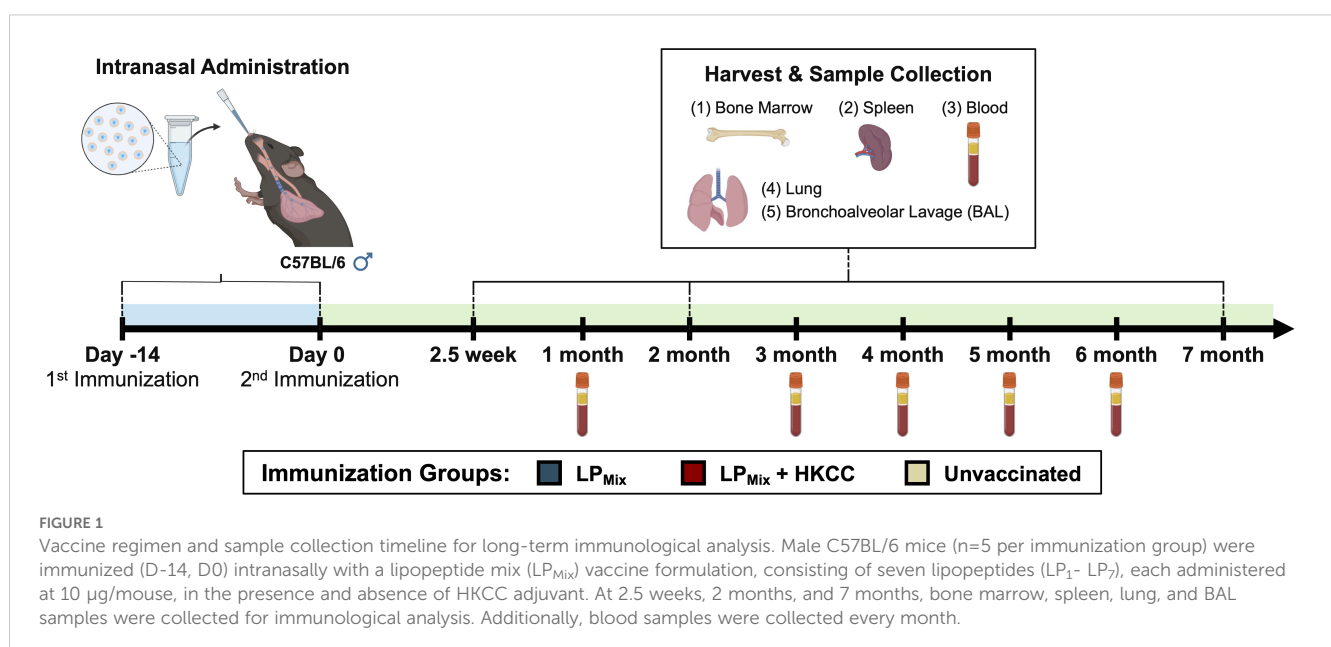 Intranasal Administration
C57BL/6 ♂
Harvest & Sample Collection
(1) Bone Marrow
(2) Spleen
(3) Blood
(4) Lung
(5) Bronchoalveolar Lavage (BAL)
Day -14
1st Immunization
Day 0
2nd Immunization
2.5 week
1 month
2 month
3 month
4 month
5 month
6 month
7 month
Immunization Groups: LPMix LPMix + HKCC Unvaccinated
FIGURE 1
Vaccine regimen and sample collection timeline for long-term immunological analysis. Male C57BL/6 mice (n=5 per immunization group) were
immunized (D-14, D0) intranasally with a lipopeptide mix (LPMix) vaccine formulation, consisting of seven lipopeptides (LP1- LP7), each administered
at 10 µg/mouse, in the presence and absence of HKCC adjuvant. At 2.5 weeks, 2 months, and 7 months, bone marrow, spleen, lung, and BAL
samples were collected for immunological analysis. Additionally, blood samples were collected every month.